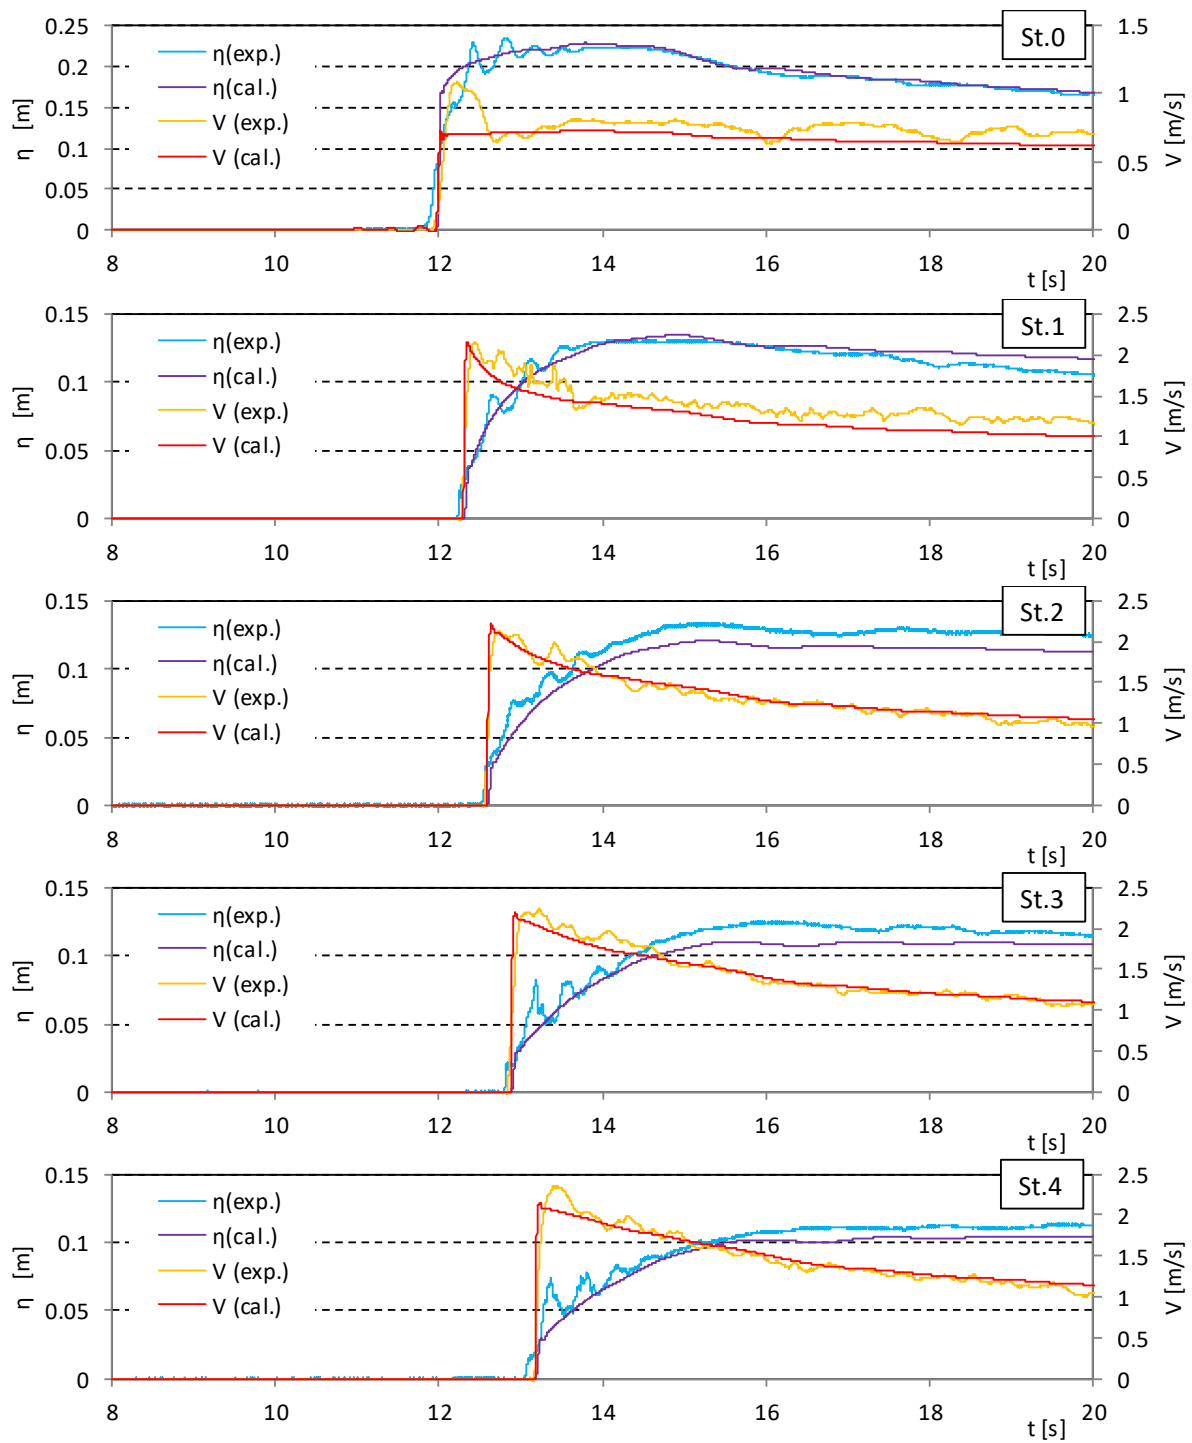 St.0
0.25
0.2
0.15
0.1
0.05
0
η [m]
η(exp.)
η(cal.)
V (exp.)
V (cal.)
1.5
1
0.5
0
V [m/s]
8 10 12 14 16 18 20
t [s]
St.1
0.15
0.1
0.05
0
η [m]
η(exp.)
η(cal.)
V (exp.)
V (cal.)
2.5
2
1.5
1
0.5
0
V [m/s]
8 10 12 14 16 18 20
t [s]
St.2
0.15
0.1
0.05
0
η [m]
η(exp.)
η(cal.)
V (exp.)
V (cal.)
2.5
2
1.5
1
0.5
0
V [m/s]
8 10 12 14 16 18 20
t [s]
St.3
0.15
0.1
0.05
0
η [m]
η(exp.)
η(cal.)
V (exp.)
V (cal.)
2.5
2
1.5
1
0.5
0
V [m/s]
8 10 12 14 16 18 20
t [s]
St.4
0.15
0.1
0.05
0
η [m]
η(exp.)
η(cal.)
V (exp.)
V (cal.)
2.5
2
1.5
1
0.5
0
V [m/s]
8 10 12 14 16 18 20
t [s]